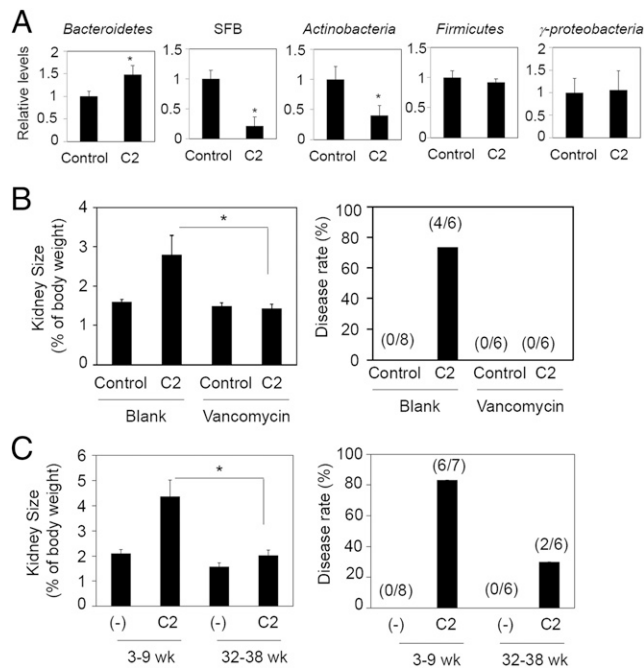 A
Bacteroidetes SFB Actinobacteria Firmicutes γ-proteobacteria
Relative levels
2
1.5
1
0.5
0
Control C2
1.5
1
0.5
0
Control C2
1.5
1
0.5
0
Control C2
1.5
1
0.5
0
Control C2
2
1.5
1
0.5
0
Control C2
B
Kidney Size
(% of body weight)
4
3
2
1
0
*
Control C2 Control C2
Blank Vancomycin
Disease rate (%)
100
80
60
40
20
0
(0/8) (4/6) (0/6) (0/6)
Control C2 Control C2
Blank Vancomycin
C
Kidney Size
(% of body weight)
6
5
4
3
2
1
0
*
(-) C2 (-) C2
3-9 wk 32-38 wk
Disease rate (%)
100
80
60
40
20
0
(0/8) (6/7) (0/6) (2/6)
(-) C2 (-) C2
3-9 wk 32-38 wk